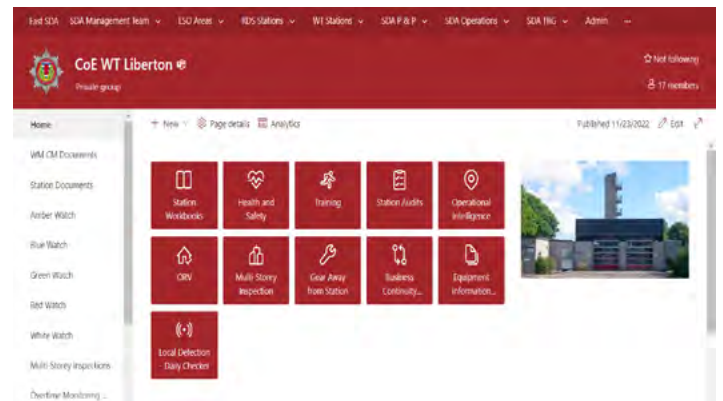 East SDA SDA Management Team LSO Areas RDS Stations WT Stations SDA P & P SDA Operations SDA TRG Admin ...
CoE WT Liberton
Private group
Not following
17 members
+ New Page details Analytics
Published 11/23/2022 Edit
Home
WM CM Documents
Station Documents
Amber Watch
Blue Watch
Green Watch
Red Watch
White Watch
Multi Storey Inspections
Overtime Monitoring ...
Station
Workbooks
Health and
Safety
Training
Station Audits
Operational
Intelligence
ORV
Multi-Storey
Inspection
Gear Away
from Station
Business
Continuity...
Equipment
Information...
Local Detection
- Daily Checker